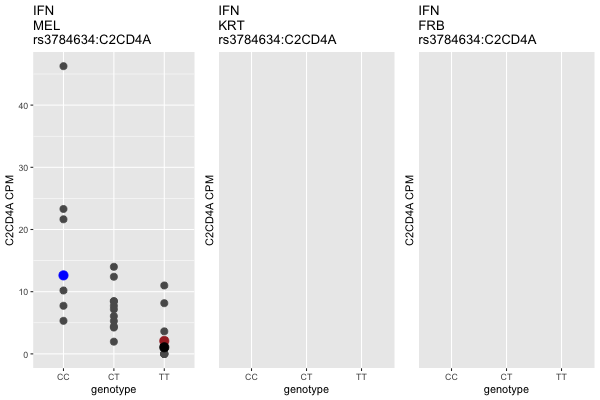 IFN
MEL
rs3784634:C2CD4A
IFN
KRT
rs3784634:C2CD4A
IFN
FRB
rs3784634:C2CD4A
C2CD4A CPM
40
30
20
10
0
CC CT TT
genotype
C2CD4A CPM
CC CT TT
genotype
C2CD4A CPM
CC CT TT
genotype